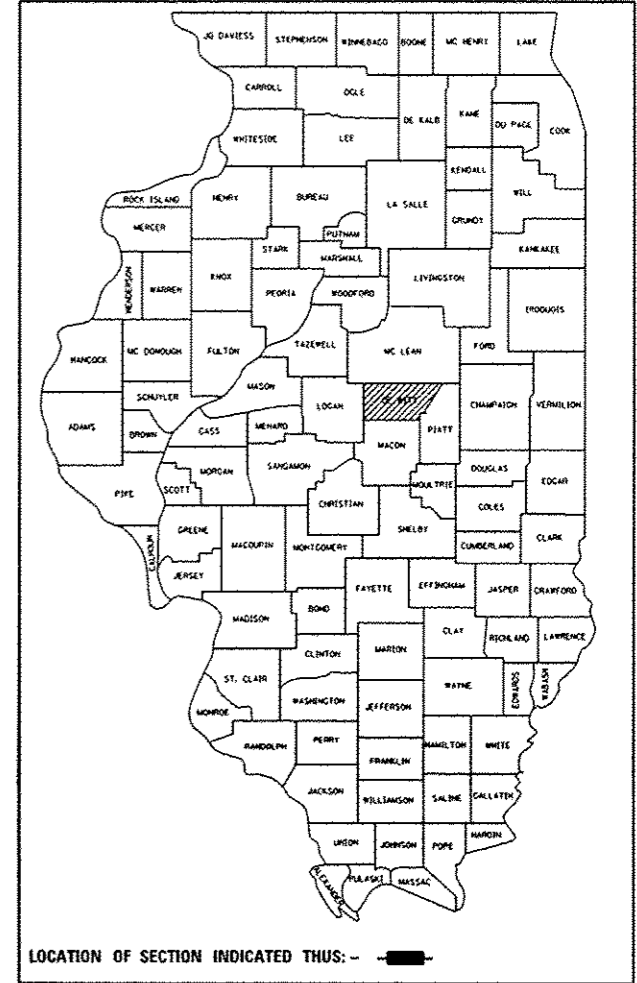 JO DAVIESS STEPHENSON WINNEBAGO BOONE MC HENRY LAKE
CARROLL OGLE
DE KALB KANE DU PAGE COOK
WHITESIDE LEE
KENDALL
ROCK ISLAND HENRY BUREAU LA SALLE WILL
MERCER PUTNAM GRUNDY
STARK MARSHALL KANKAKEE
HENDERSON WARREN KNOX PEORIA WOODFORD LIVINGSTON IROQUOIS
HANCOCK MC DONOUGH FULTON TAZEWELL MC LEAN FORD
MASON
SCHUYLER LOGAN DE WITT CHAMPAIGN VERMILION
ADAMS BROWN CASS MENARD PIATT
MACON
MORGAN SANGAMON DOUGLAS EDGAR
PIKE SCOTT CHRISTIAN MOULTRIE
COLES
GREENE SHELBY
CALHOUN MACOUPIN MONTGOMERY CUMBERLAND CLARK
JERSEY
FAYETTE EFFINGHAM JASPER CRAWFORD
MADISON BOND
CLAY RICHLAND LAWRENCE
CLINTON MARION
ST. CLAIR WAYNE EDWARDS WABASH
WASHINGTON JEFFERSON
MONROE
RANDOLPH PERRY HAMILTON WHITE
FRANKLIN
JACKSON WILLIAMSON SALINE GALLATIN
UNION JOHNSON POPE HARDIN
ALEXANDER PULASKI MASSAC
LOCATION OF SECTION INDICATED THUS: -